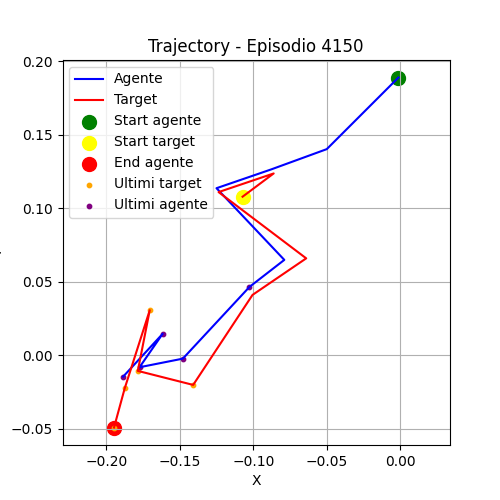 Trajectory - Episodio 4150
Agente
Target
Start agente
Start target
End agente
Ultimi target
Ultimi agente
0.20
0.15
0.10
0.05
0.00
−0.05
−0.20
−0.15
−0.10
−0.05
0.00
X